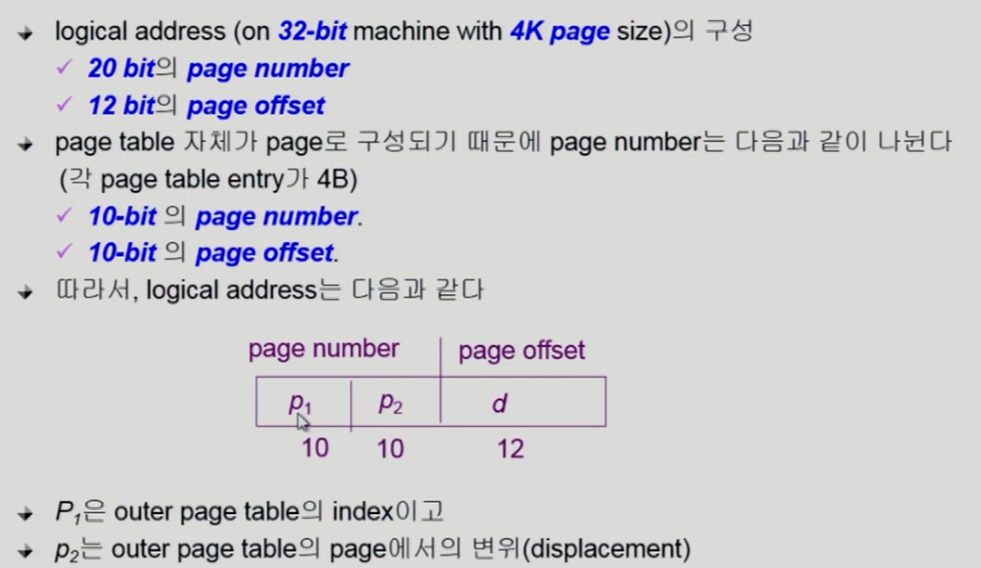 logical address (on 32-bit machine with 4K page size)의 구성
20 bit의 page number
12 bit의 page offset
page table 자체가 page로 구성되기 때문에 page number는 다음과 같이 나뉜다
(각 page table entry가 4B)
10-bit 의 page number.
10-bit 의 page offset.
따라서, logical address는 다음과 같다
page number page offset
p1 p2 d
10 10 12
P1은 outer page table의 index이고
p2는 outer page table의 page에서의 변위(displacement)